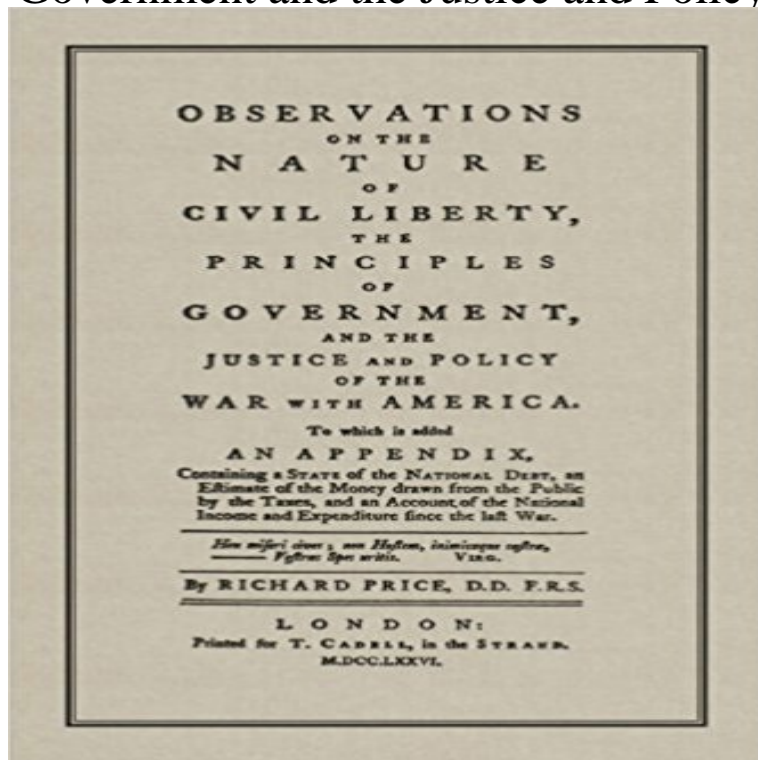 Government and the Justice and Policy
OBSERVATIONS
ON THE
NATURE
OF
CIVIL LIBERTY,
THE
PRINCIPLES
OF
GOVERNMENT,
AND THE
JUSTICE AND POLICY
OF THE
WAR WITH AMERICA.
To which is added
AN APPENDIX,
Containing a STATE of the NATIONAL DEBT, an
Eſtimate of the Money drawn from the Public
by the Taxes, and an Account of the National
Income and Expenditure ſince the laſt War.
Heu miſeri cives ; non Hoſtem, inimicaque caſtra,
——— Veſtras Spes uritis. VIRG.
By RICHARD PRICE, D.D. F.R.S.
LONDON:
Printed for T. CADELL, in the STRAND.
M.DCC.LXXVI.